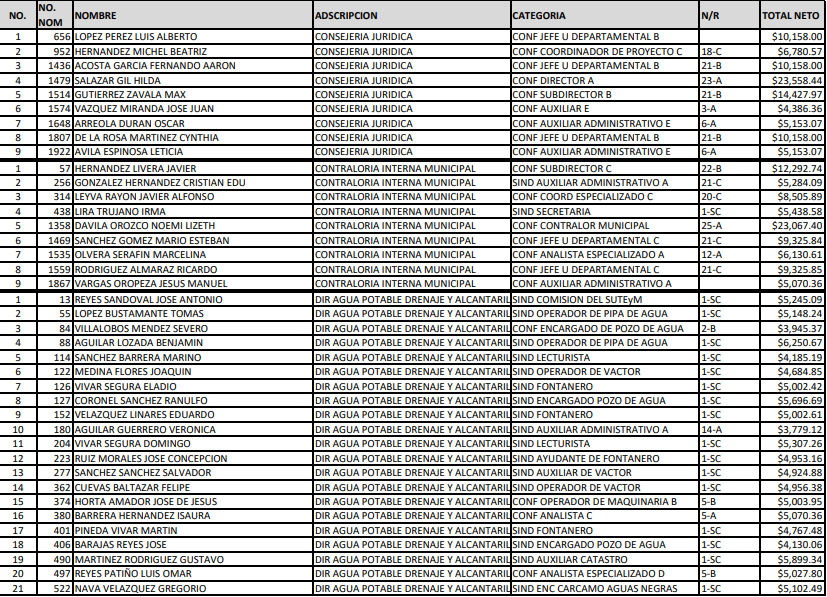 NO. NO. NOM NOMBRE ADSCRIPCION CATEGORIA N/R TOTAL NETO
1 656 LOPEZ PEREZ LUIS ALBERTO CONSEJERIA JURIDICA CONF JEFE U DEPARTAMENTAL B $10,158.00
2 952 HERNANDEZ MICHEL BEATRIZ CONSEJERIA JURIDICA CONF COORDINADOR DE PROYECTO C 18-C $6,780.57
3 1436 ACOSTA GARCIA FERNANDO AARON CONSEJERIA JURIDICA CONF JEFE U DEPARTAMENTAL B 21-B $10,158.00
4 1479 SALAZAR GIL HILDA CONSEJERIA JURIDICA CONF DIRECTOR A 23-A $23,558.44
5 1514 GUTIERREZ ZAVALA MAX CONSEJERIA JURIDICA CONF SUBDIRECTOR B 21-B $14,427.97
6 1574 VAZQUEZ MIRANDA JOSE JUAN CONSEJERIA JURIDICA CONF AUXILIAR E 3-A $4,386.36
7 1648 ARREOLA DURAN OSCAR CONSEJERIA JURIDICA CONF AUXILIAR ADMINISTRATIVO E 6-A $5,153.07
8 1807 DE LA ROSA MARTINEZ CYNTHIA CONSEJERIA JURIDICA CONF JEFE U DEPARTAMENTAL B 21-B $10,158.00
9 1922 AVILA ESPINOSA LETICIA CONSEJERIA JURIDICA CONF AUXILIAR ADMINISTRATIVO E 6-A $5,153.07
1 57 HERNANDEZ LIVERA JAVIER CONTRALORIA INTERNA MUNICIPAL CONF SUBDIRECTOR C 22-B $12,292.74
2 256 GONZALEZ HERNANDEZ CRISTIAN EDU CONTRALORIA INTERNA MUNICIPAL SIND AUXILIAR ADMINISTRATIVO A 21-C $5,284.09
3 314 LEYVA RAYON JAVIER ALFONSO CONTRALORIA INTERNA MUNICIPAL CONF COORD ESPECIALIZADO C 20-C $8,505.89
4 438 LIRA TRUJANO IRMA CONTRALORIA INTERNA MUNICIPAL SIND SECRETARIA 1-SC $5,438.58
5 1358 DAVILA OROZCO NOEMI LIZETH CONTRALORIA INTERNA MUNICIPAL CONF CONTRALOR MUNICIPAL 25-A $23,067.40
6 1469 SANCHEZ GOMEZ MARIO ESTEBAN CONTRALORIA INTERNA MUNICIPAL CONF JEFE U DEPARTAMENTAL C 21-C $9,325.84
7 1535 OLVERA SERAFIN MARCELINA CONTRALORIA INTERNA MUNICIPAL CONF ANALISTA ESPECIALIZADO A 12-A $6,130.61
8 1559 RODRIGUEZ ALMARAZ RICARDO CONTRALORIA INTERNA MUNICIPAL CONF JEFE U DEPARTAMENTAL C 21-C $9,325.85
9 1867 VARGAS OROPEZA JESUS MANUEL CONTRALORIA INTERNA MUNICIPAL CONF AUXILIAR ADMINISTRATIVO A $5,070.36
1 13 REYES SANDOVAL JOSE ANTONIO DIR AGUA POTABLE DRENAJE Y ALCANTARIL SIND COMISION DEL SUTEyM 1-SC $5,245.09
2 55 LOPEZ BUSTAMANTE TOMAS DIR AGUA POTABLE DRENAJE Y ALCANTARIL SIND OPERADOR DE PIPA DE AGUA 1-SC $5,148.24
3 84 VILLALOBOS MENDEZ SEVERO DIR AGUA POTABLE DRENAJE Y ALCANTARIL CONF ENCARGADO DE POZO DE AGUA 2-B $3,945.37
4 88 AGUILAR LOZADA BENJAMIN DIR AGUA POTABLE DRENAJE Y ALCANTARIL SIND OPERADOR DE PIPA DE AGUA 1-SC $6,250.67
5 114 SANCHEZ BARRERA MARINO DIR AGUA POTABLE DRENAJE Y ALCANTARIL SIND LECTURISTA 1-SC $4,185.19
6 122 MEDINA FLORES JOAQUIN DIR AGUA POTABLE DRENAJE Y ALCANTARIL SIND OPERADOR DE VACTOR 1-SC $4,684.85
7 126 VIVAR SEGURA ELADIO DIR AGUA POTABLE DRENAJE Y ALCANTARIL SIND FONTANERO 1-SC $5,002.42
8 127 CORONEL SANCHEZ RANULFO DIR AGUA POTABLE DRENAJE Y ALCANTARIL SIND ENCARGADO POZO DE AGUA 1-SC $5,696.69
9 152 VELAZQUEZ LINARES EDUARDO DIR AGUA POTABLE DRENAJE Y ALCANTARIL SIND FONTANERO 1-SC $5,002.61
10 180 AGUILAR GUERRERO VERONICA DIR AGUA POTABLE DRENAJE Y ALCANTARIL SIND AUXILIAR ADMINISTRATIVO A 14-A $3,779.12
11 204 VIVAR SEGURA DOMINGO DIR AGUA POTABLE DRENAJE Y ALCANTARIL SIND LECTURISTA 1-SC $5,307.26
12 223 RUIZ MORALES JOSE CONCEPCION DIR AGUA POTABLE DRENAJE Y ALCANTARIL SIND AYUDANTE DE FONTANERO 1-SC $4,953.16
13 277 SANCHEZ SANCHEZ SALVADOR DIR AGUA POTABLE DRENAJE Y ALCANTARIL SIND AUXILIAR DE VACTOR 1-SC $4,924.88
14 362 CUEVAS BALTAZAR FELIPE DIR AGUA POTABLE DRENAJE Y ALCANTARIL SIND OPERADOR DE VACTOR 1-SC $4,956.38
15 374 HORTA AMADOR JOSE DE JESUS DIR AGUA POTABLE DRENAJE Y ALCANTARIL CONF OPERADOR DE MAQUINARIA B 5-B $5,003.95
16 380 BARRERA HERNANDEZ ISAURA DIR AGUA POTABLE DRENAJE Y ALCANTARIL CONF ANALISTA C 5-A $5,070.36
17 401 PINEDA VIVAR MARTIN DIR AGUA POTABLE DRENAJE Y ALCANTARIL SIND FONTANERO 1-SC $4,767.48
18 406 BARAJAS REYES JOSE DIR AGUA POTABLE DRENAJE Y ALCANTARIL SIND ENCARGADO POZO DE AGUA 1-SC $4,130.06
19 490 MARTINEZ RODRIGUEZ GUSTAVO DIR AGUA POTABLE DRENAJE Y ALCANTARIL SIND AUXILIAR CATASTRO 1-SC $5,899.34
20 497 REYES PATIÑO LUIS OMAR DIR AGUA POTABLE DRENAJE Y ALCANTARIL CONF ANALISTA ESPECIALIZADO D 5-B $5,027.80
21 522 NAVA VELAZQUEZ GREGORIO DIR AGUA POTABLE DRENAJE Y ALCANTARIL SIND ENC CARCAMO AGUAS NEGRAS 1-SC $5,102.49